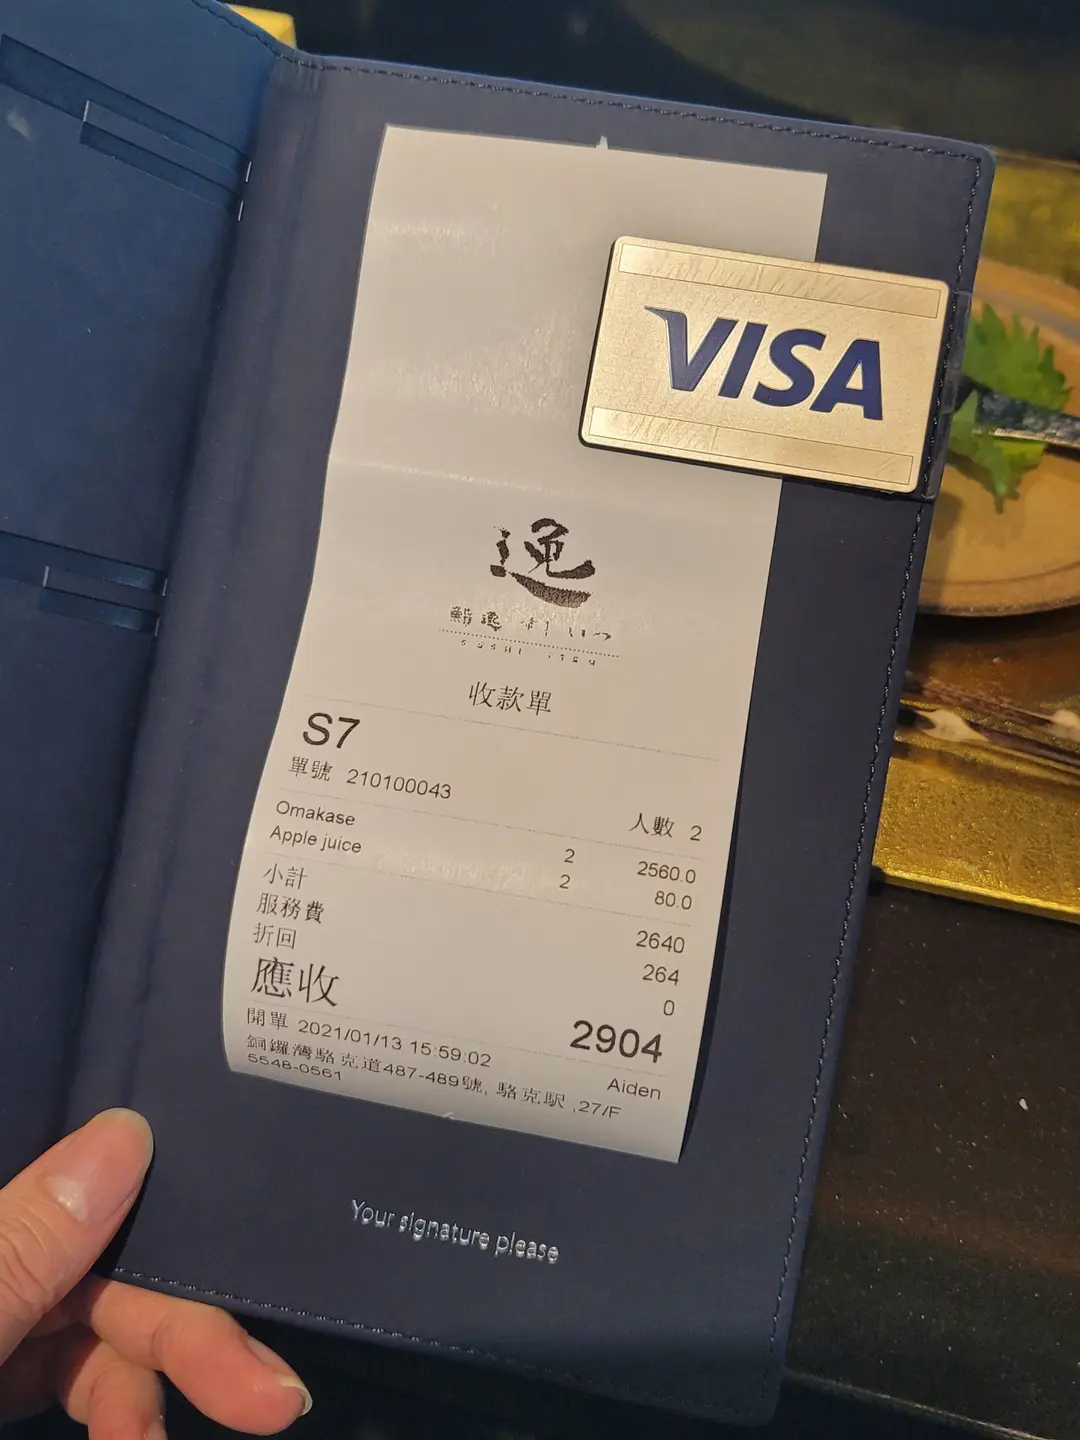 VISA
逸
鮨逸
收款單
S7
單號 210100043
人數 2
Omakase 2 2560.0
Apple juice 2 80.0
小計 2640
服務費 264
折回 0
應收 2904
開單 2021/01/13 15:59:02 Aiden
銅鑼灣駱克道487-489號, 駱克駅 ,27/F
5548-0561
Your signature please